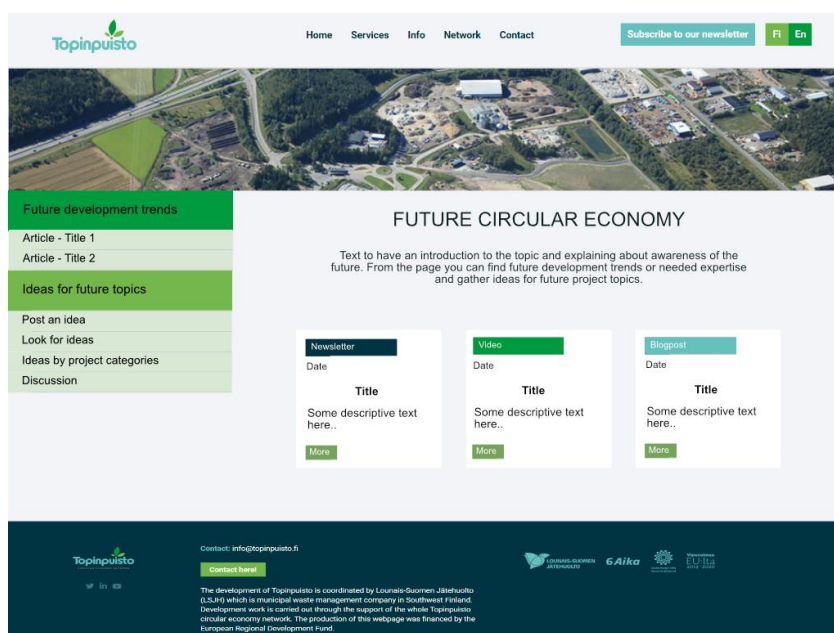 Topinpuisto
Home Services Info Network Contact
Subscribe to our newsletter
Fi En
Future development trends
Article - Title 1
Article - Title 2
Ideas for future topics
Post an idea
Look for ideas
Ideas by project categories
Discussion
FUTURE CIRCULAR ECONOMY
Text to have an introduction to the topic and explaining about awareness of the
future. From the page you can find future development trends or needed expertise
and gather ideas for future project topics.
Newsletter
Date
Title
Some descriptive text
here..
More
Video
Date
Title
Some descriptive text
here..
More
Blogpost
Date
Title
Some descriptive text
here..
More
Topinpuisto
Contact: info@topinpuisto.fi
Contact here!
The development of Topinpuisto is coordinated by Lounais-Suomen Jätehuolto
(LSJH) which is municipal waste management company in Southwest Finland.
Development work is carried out through the support of the whole Topinpuisto
circular economy network. The production of this webpage was financed by the
European Regional Development Fund.
LOUNAIS-SUOMEN
JÄTEHUOLTO
6Aika
Vipuvoimaa
EU:lta
2014-2020